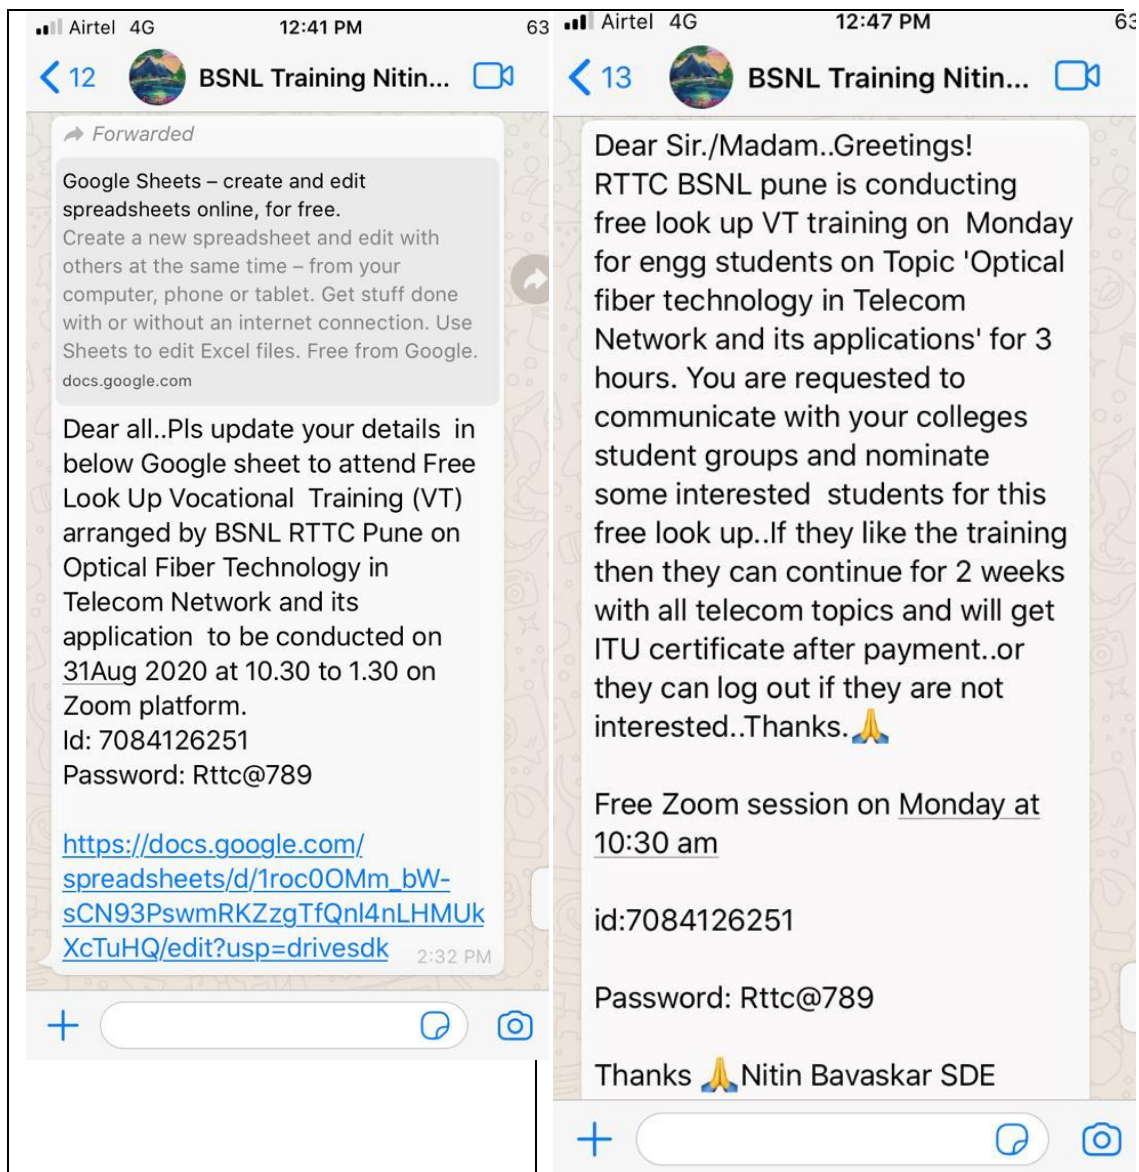 Airtel 4G 12:41 PM 63
12 BSNL Training Nitin...
Forwarded
Google Sheets – create and edit
spreadsheets online, for free.
Create a new spreadsheet and edit with
others at the same time – from your
computer, phone or tablet. Get stuff done
with or without an internet connection. Use
Sheets to edit Excel files. Free from Google.
docs.google.com
Dear all..Pls update your details in
below Google sheet to attend Free
Look Up Vocational Training (VT)
arranged by BSNL RTTC Pune on
Optical Fiber Technology in
Telecom Network and its
application to be conducted on
31Aug 2020 at 10.30 to 1.30 on
Zoom platform.
Id: 7084126251
Password: Rttc@789
https://docs.google.com/
spreadsheets/d/1roc0OMm_bW-
sCN93PswmRKZzgTfQnl4nLHMUk
XcTuHQ/edit?usp=drivesdk 2:32 PM
Airtel 4G 12:47 PM 63
13 BSNL Training Nitin...
Dear Sir./Madam..Greetings!
RTTC BSNL pune is conducting
free look up VT training on Monday
for engg students on Topic 'Optical
fiber technology in Telecom
Network and its applications' for 3
hours. You are requested to
communicate with your colleges
student groups and nominate
some interested students for this
free look up..If they like the training
then they can continue for 2 weeks
with all telecom topics and will get
ITU certificate after payment..or
they can log out if they are not
interested..Thanks.🙏
Free Zoom session on Monday at
10:30 am
id:7084126251
Password: Rttc@789
Thanks 🙏Nitin Bavaskar SDE